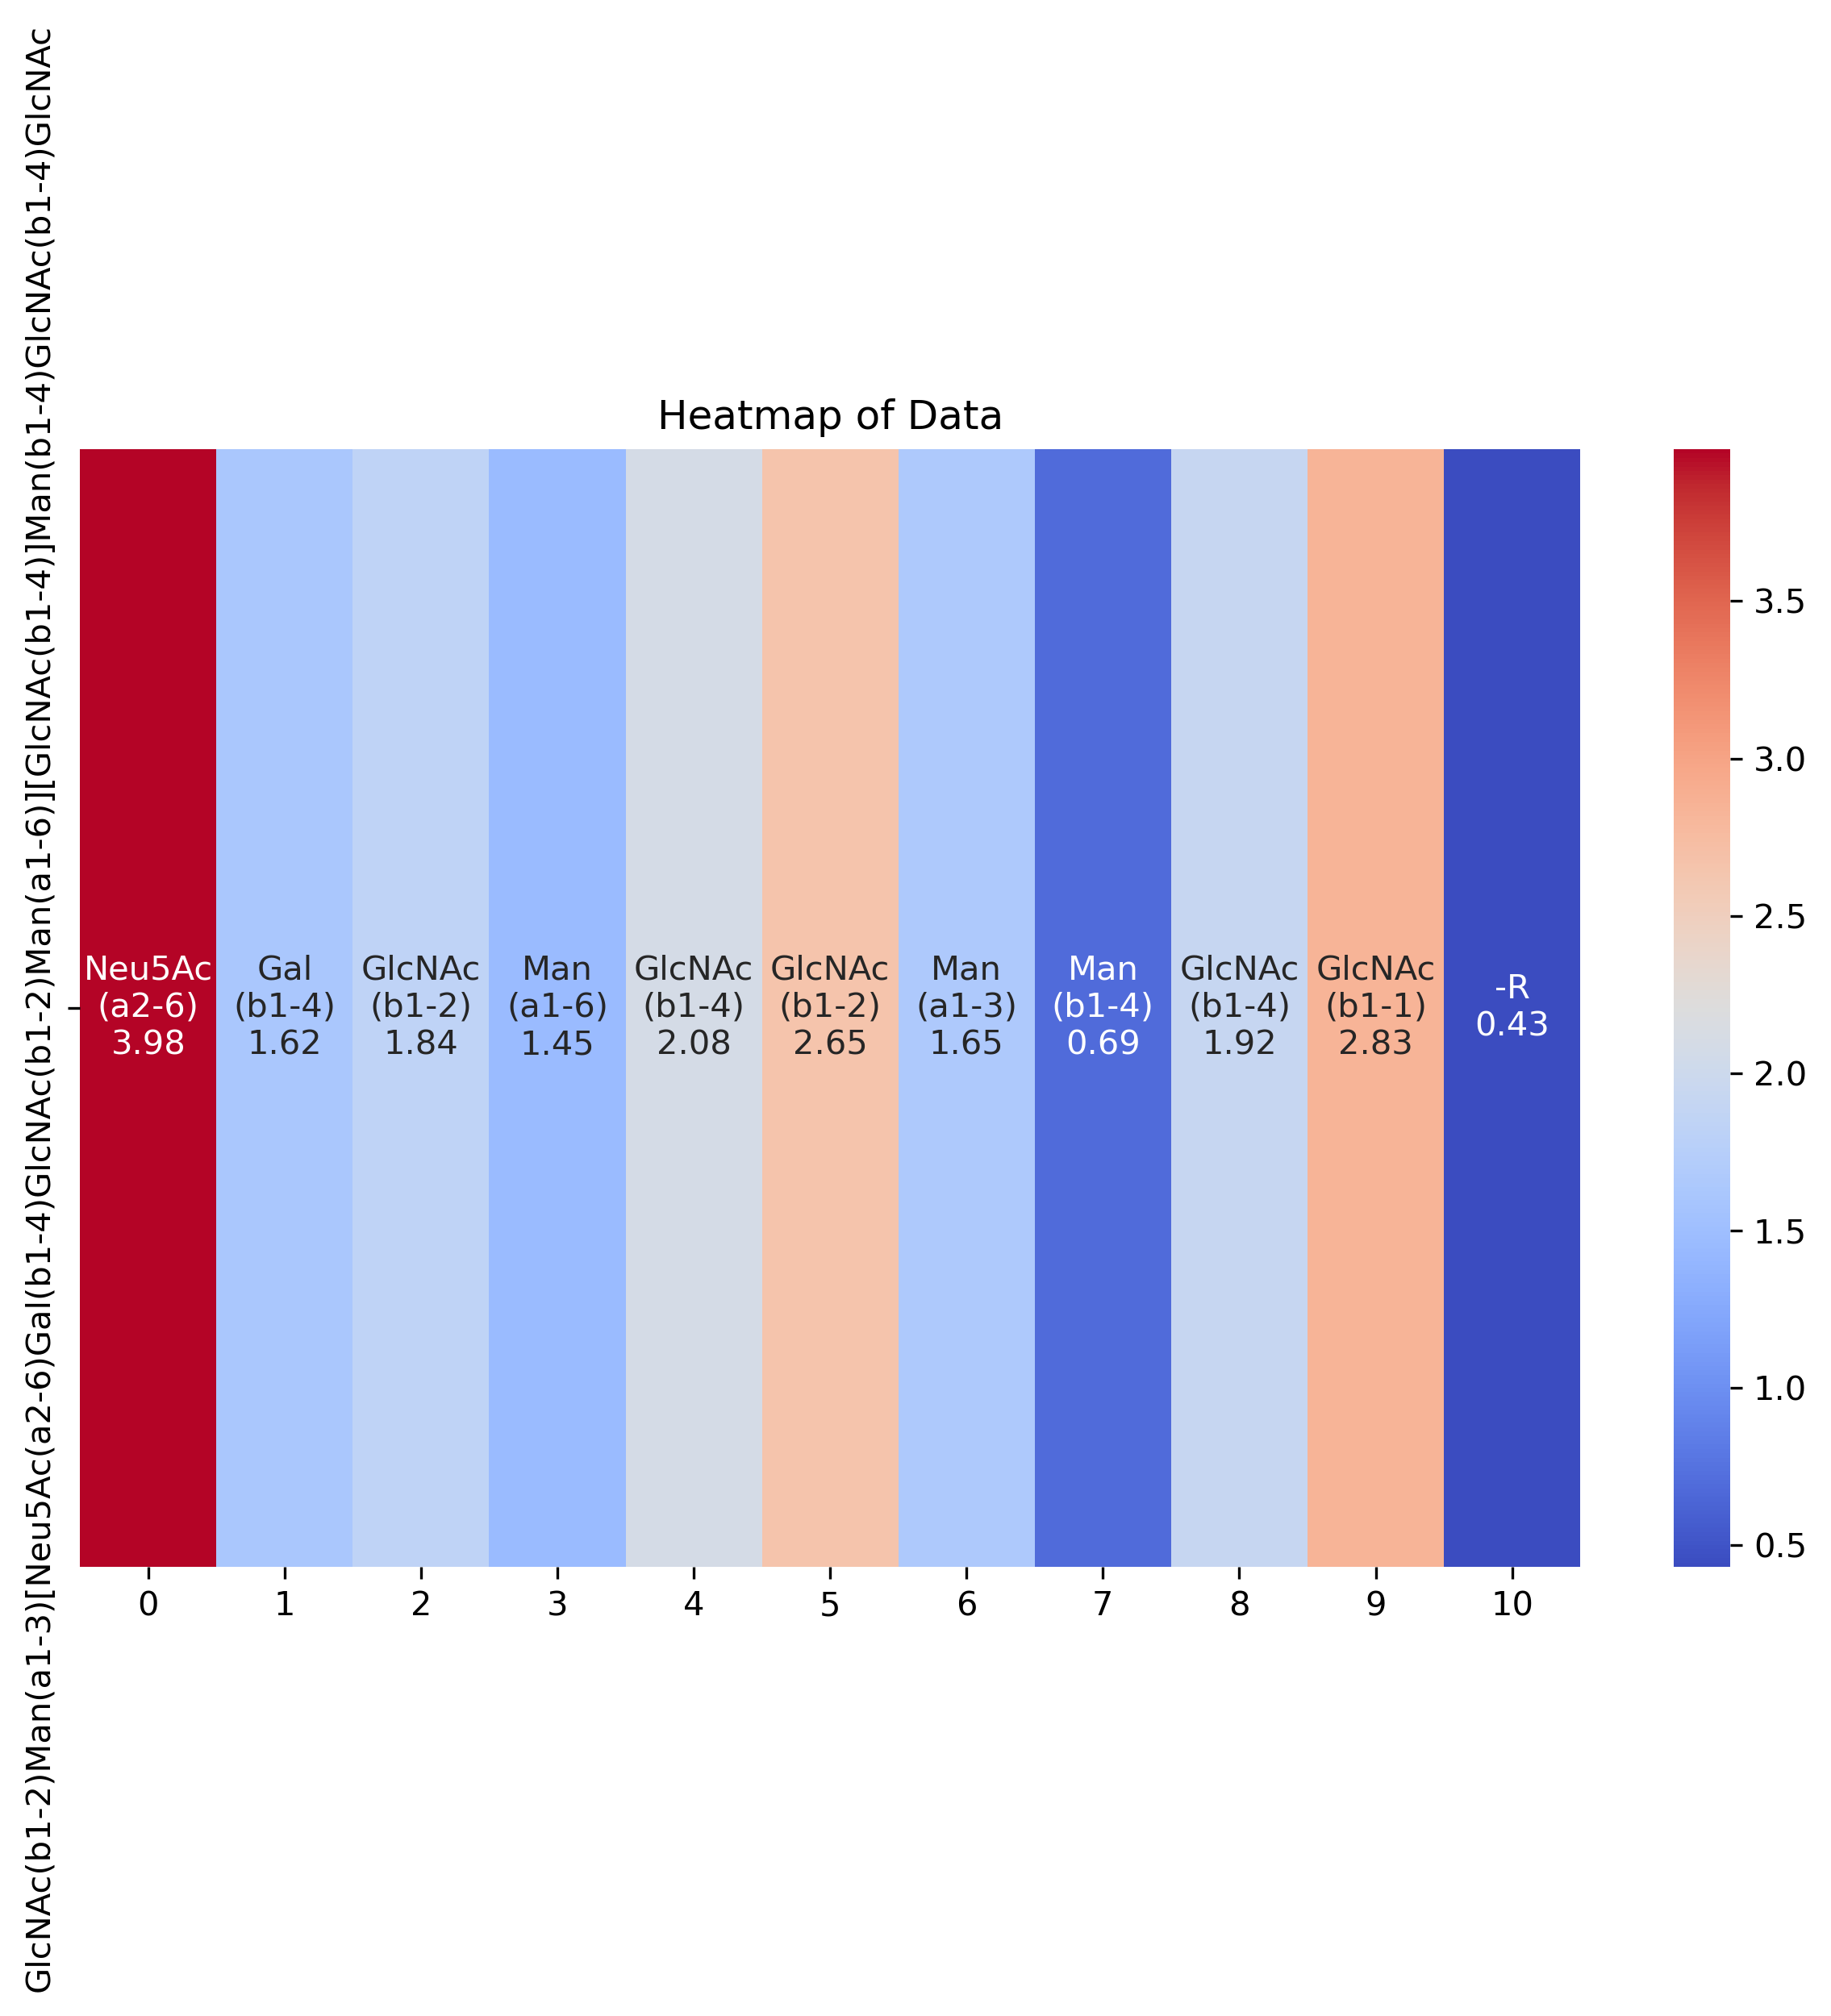 GlcNAc(b1-2)Man(a1-3)[Neu5Ac(a2-6)Gal(b1-4)GlcNAc(b1-2)Man(a1-6)][GlcNAc(b1-4)]Man(b1-4)GlcNAc(b1-4)GlcNAc
Heatmap of Data
Neu5Ac
(a2-6)
3.98
Gal
(b1-4)
1.62
GlcNAc
(b1-2)
1.84
Man
(a1-6)
1.45
GlcNAc
(b1-4)
2.08
GlcNAc
(b1-2)
2.65
Man
(a1-3)
1.65
Man
(b1-4)
0.69
GlcNAc
(b1-4)
1.92
GlcNAc
(b1-1)
2.83
-R
0.43
0 1 2 3 4 5 6 7 8 9 10
3.5
3.0
2.5
2.0
1.5
1.0
0.5